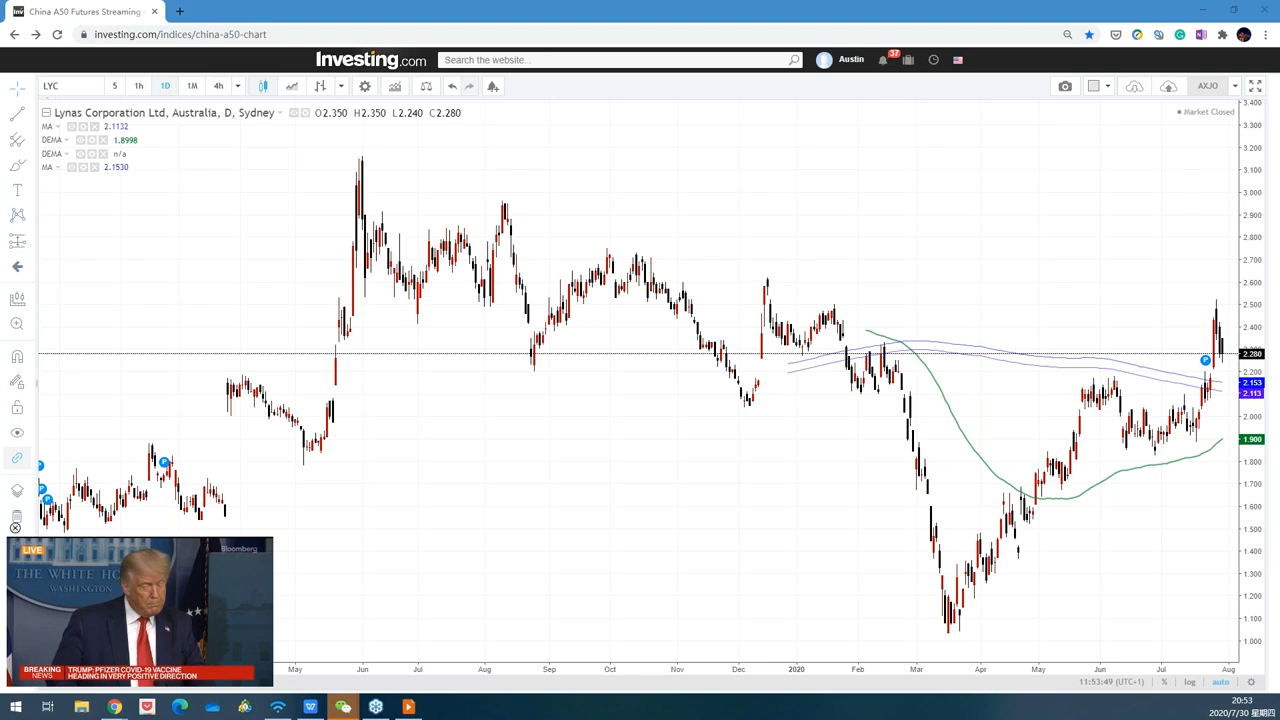 China A50 Futures Streaming
investing.com/indices/china-a50-chart
Investing.com
Search the website...
Austin
37
LYC
5
1h
1D
1M
4h
AXJO
Lynas Corporation Ltd, Australia, D, Sydney
O2.350 H2.350 L2.240 C2.280
Market Closed
MA 2.1132
DEMA 1.8998
DEMA n/a
MA 2.1530
3.400
3.300
3.200
3.100
3.000
2.900
2.800
2.700
2.600
2.500
2.400
2.280
2.200
2.153
2.113
2.000
1.900
1.800
1.700
1.600
1.500
1.400
1.300
1.200
1.100
1.000
P
P
P
P
P
LIVE
Bloomberg
THE WHITE HO
WASHINGTON
BREAKING NEWS
TRUMP: PFIZER COVID-19 VACCINE
HEADING IN VERY POSITIVE DIRECTION
May Jun Jul Aug Sep Oct Nov Dec 2020 Feb Mar Apr May Jun Jul Aug
11:53:49 (UTC+1) % log auto
20:53
2020/7/30 星期四